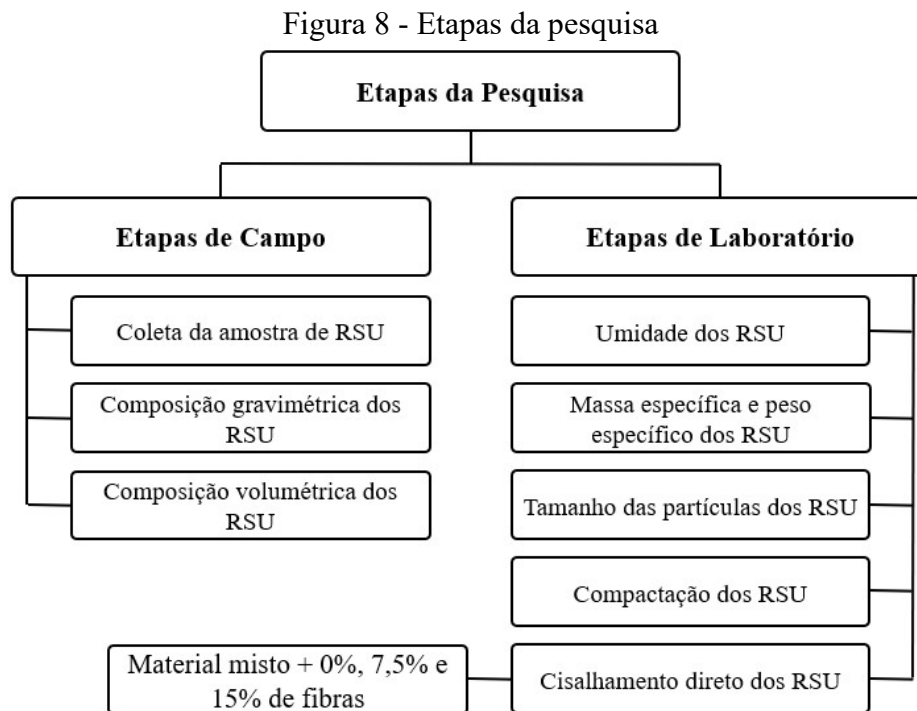 Figura 8 - Etapas da pesquisa
Etapas da Pesquisa
Etapas de Campo
Coleta da amostra de RSU
Composição gravimétrica dos
RSU
Composição volumétrica dos
RSU
Etapas de Laboratório
Umidade dos RSU
Massa específica e peso
específico dos RSU
Tamanho das partículas dos RSU
Compactação dos RSU
Cisalhamento direto dos RSU
Material misto + 0%, 7,5% e
15% de fibras